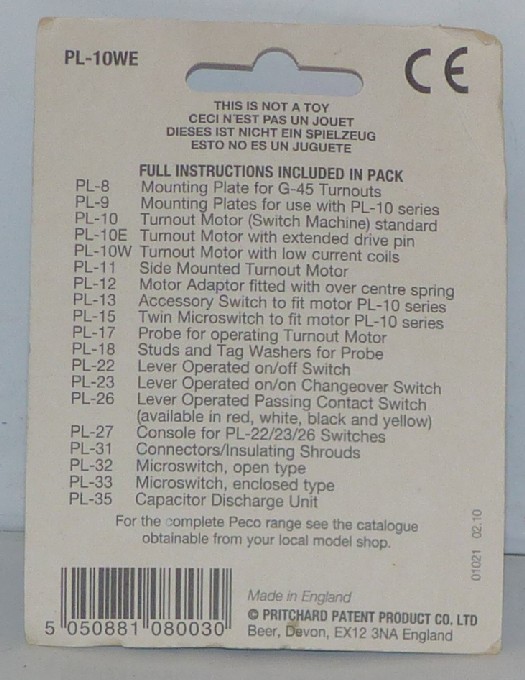 PL-10WE
CE
THIS IS NOT A TOY
CECI N'EST PAS UN JOUET
DIESES IST NICHT EIN SPIELZEUG
ESTO NO ES UN JUGUETE
FULL INSTRUCTIONS INCLUDED IN PACK
PL-8 Mounting Plate for G-45 Turnouts
PL-9 Mounting Plates for use with PL-10 series
PL-10 Turnout Motor (Switch Machine) standard
PL-10E Turnout Motor with extended drive pin
PL-10W Turnout Motor with low current coils
PL-11 Side Mounted Turnout Motor
PL-12 Motor Adaptor fitted with over centre spring
PL-13 Accessory Switch to fit motor PL-10 series
PL-15 Twin Microswitch to fit motor PL-10 series
PL-17 Probe for operating Turnout Motor
PL-18 Studs and Tag Washers for Probe
PL-22 Lever Operated on/off Switch
PL-23 Lever Operated on/on Changeover Switch
PL-26 Lever Operated Passing Contact Switch
(available in red, white, black and yellow)
PL-27 Console for PL-22/23/26 Switches
PL-31 Connectors/Insulating Shrouds
PL-32 Microswitch, open type
PL-33 Microswitch, enclosed type
PL-35 Capacitor Discharge Unit
For the complete Peco range see the catalogue
obtainable from your local model shop.
01021 02.10
5 050881 080030
Made in England
© PRITCHARD PATENT PRODUCT CO. LTD
Beer, Devon, EX12 3NA England